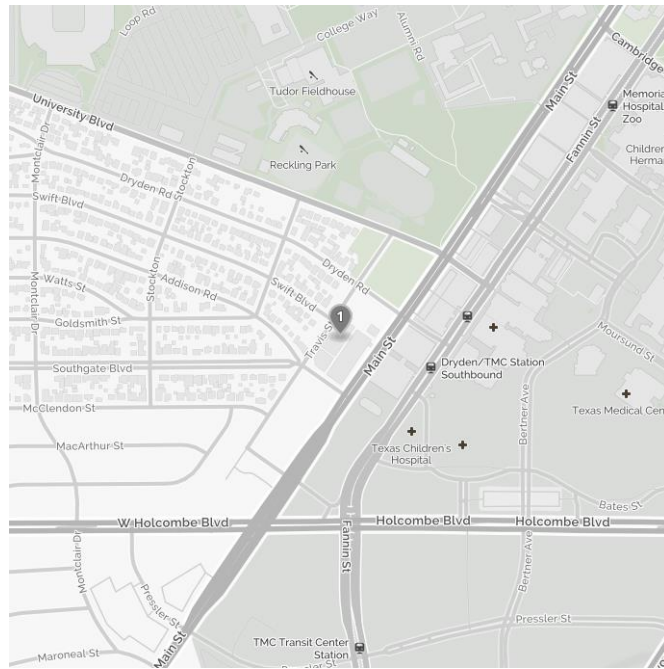 Loop Rd
College Way
Alumni Rd
Cambridge
Tudor Fieldhouse
Main St
Memoria
Hospital
Zoo
University Blvd
Fannin St
Montclair Dr
Stockton
Reckling Park
Children
Herma
Dryden Rd
Swift Blvd
Addison Rd
Dryden Rd
Watts St
Swift Blvd
Goldsmith St
Stockton
Montclair Dr
1
Travis St
Moursund St
Southgate Blvd
Main St
Dryden/TMC Station
Southbound
McClendon St
Bertner Ave
Texas Medical Cen
MacArthur St
Texas Children's
Hospital
Bates St
W Holcombe Blvd
Holcombe Blvd
Holcombe Blvd
Fannin St
Montclair Dr
Bertner Ave
Pressler St
Pressler St
Main St
TMC Transit Center
Station
Maroneal St
Pressler St